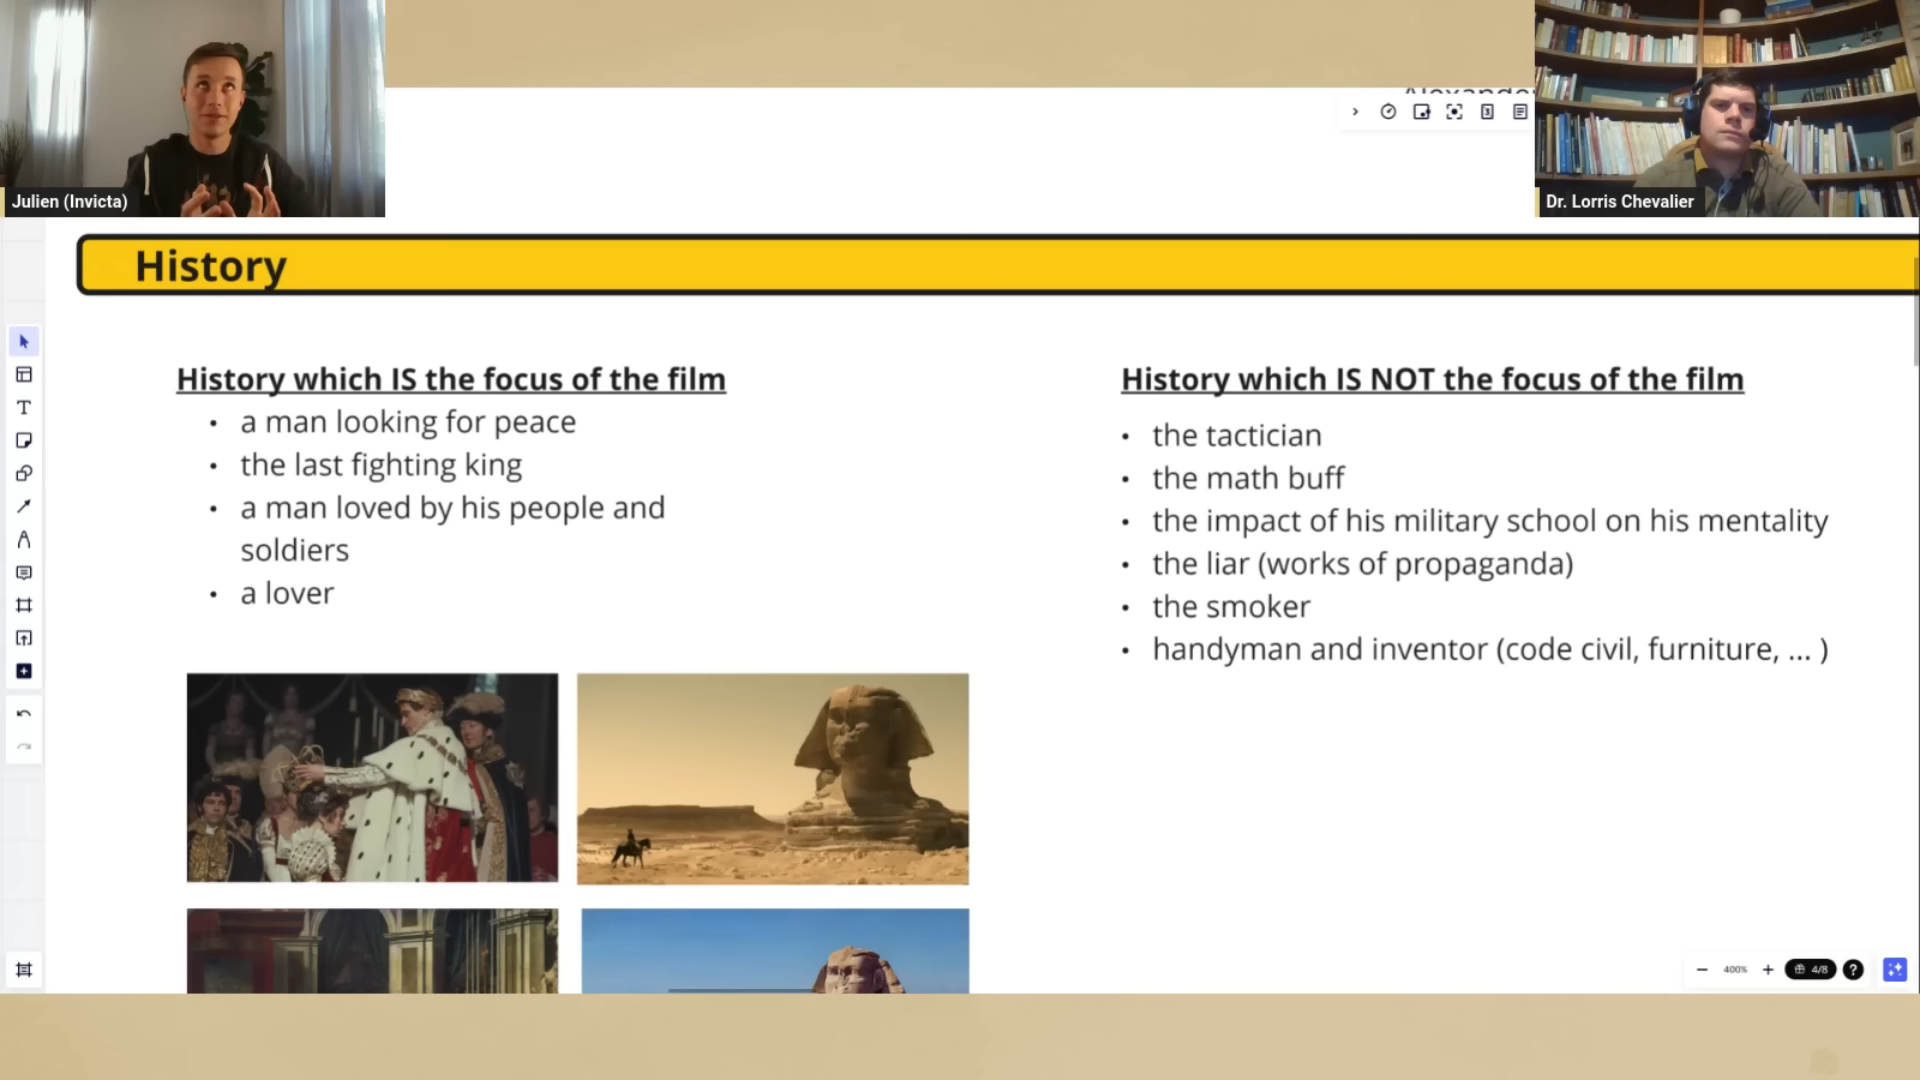 Julien (Invicta)
Dr. Lorris Chevalier
History
History which IS the focus of the film
• a man looking for peace
• the last fighting king
• a man loved by his people and
soldiers
• a lover
History which IS NOT the focus of the film
• the tactician
• the math buff
• the impact of his military school on his mentality
• the liar (works of propaganda)
• the smoker
• handyman and inventor (code civil, furniture, ... )
400%
4/8